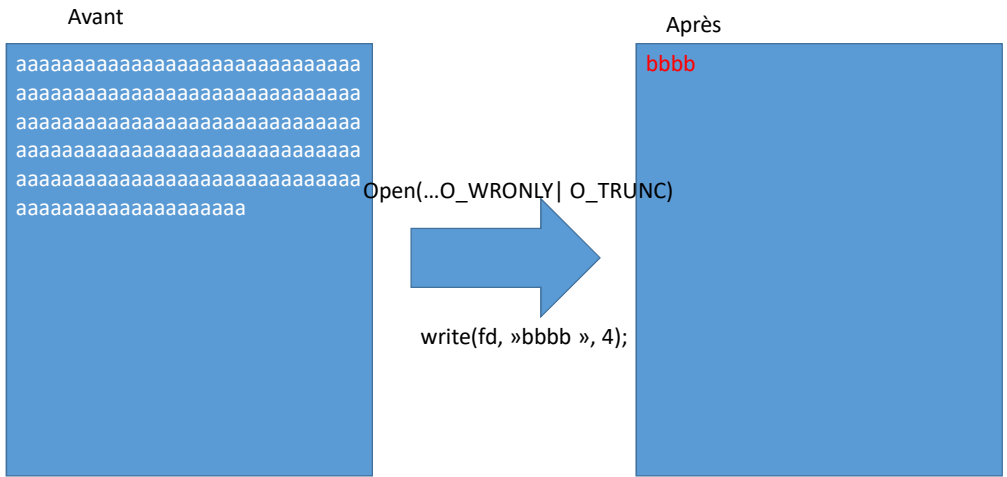 Avant
Après
aaaaaaaaaaaaaaaaaaaaaaaaaaaaaa
aaaaaaaaaaaaaaaaaaaaaaaaaaaaaa
aaaaaaaaaaaaaaaaaaaaaaaaaaaaaa
aaaaaaaaaaaaaaaaaaaaaaaaaaaaaa
aaaaaaaaaaaaaaaaaaaaaaaaaaaaaa
aaaaaaaaaaaaaaaaaaaa
Open(…O_WRONLY| O_TRUNC)
write(fd, »bbbb », 4);
bbbb